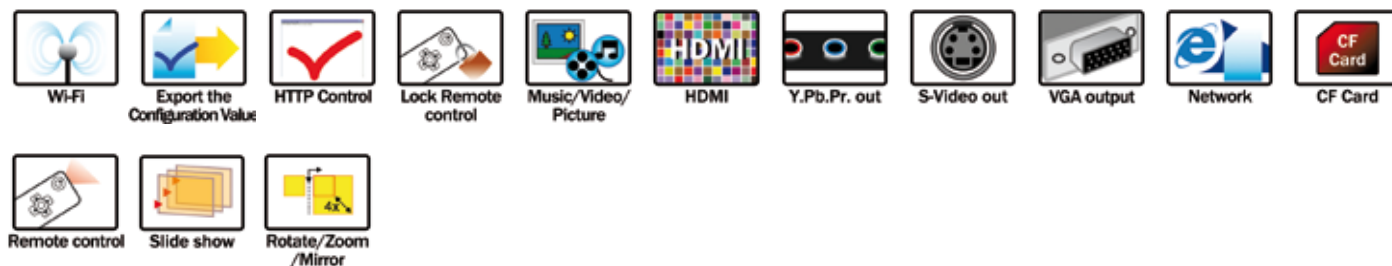 HDMI
CF
Card
Wi-Fi
Export the
Configuration Value
HTTP Control
Lock Remote
control
Music/Video/
Picture
HDMI
Y.Pb.Pr. out
S-Video out
VGA output
Network
CF Card
4x
Remote control
Slide show
Rotate/Zoom
/Mirror